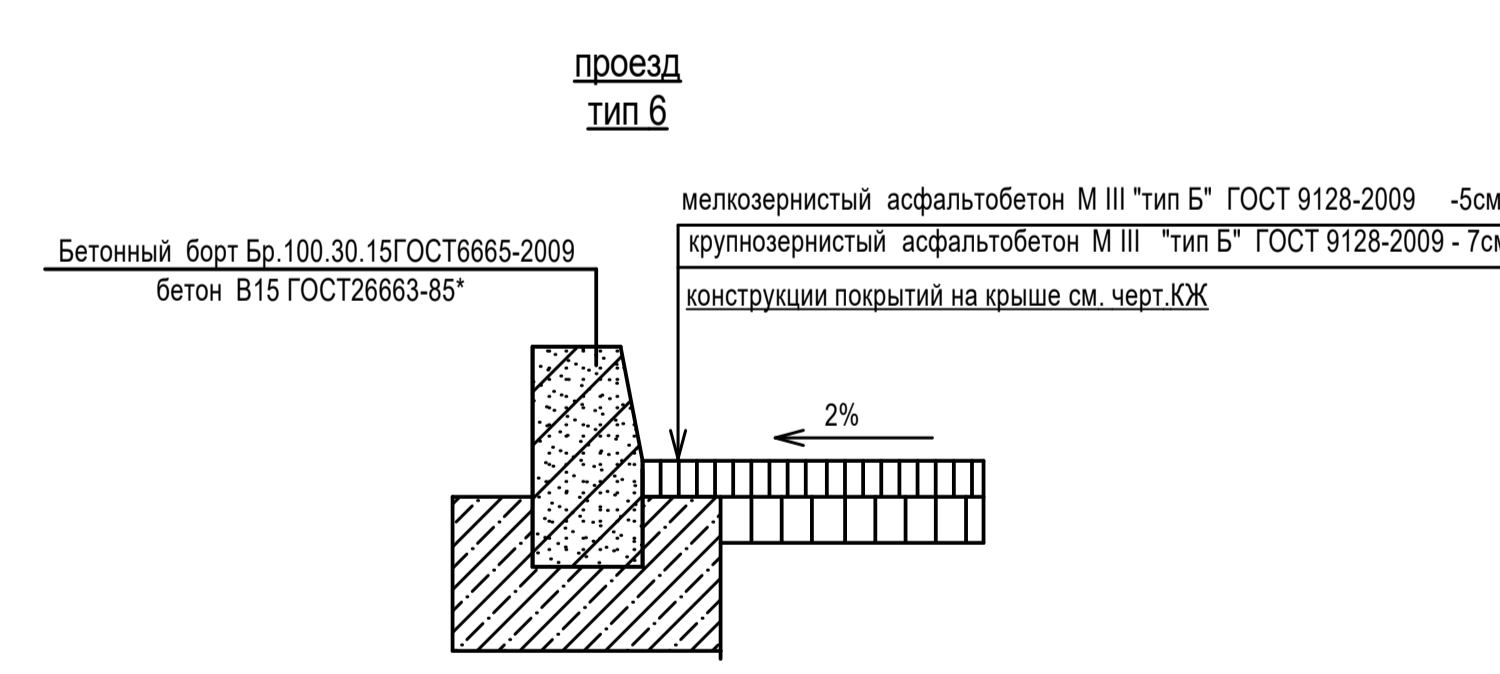 проезд
тип 6
мелкозернистый асфальтобетон М III "тип Б" ГОСТ 9128-2009 -5см
крупнозернистый асфальтобетон М III "тип Б" ГОСТ 9128-2009 - 7см
конструкции покрытий на крыше см. черт.КЖ
Бетонный борт Бр.100.30.15ГОСТ6665-2009
бетон В15 ГОСТ26663-85*
2%